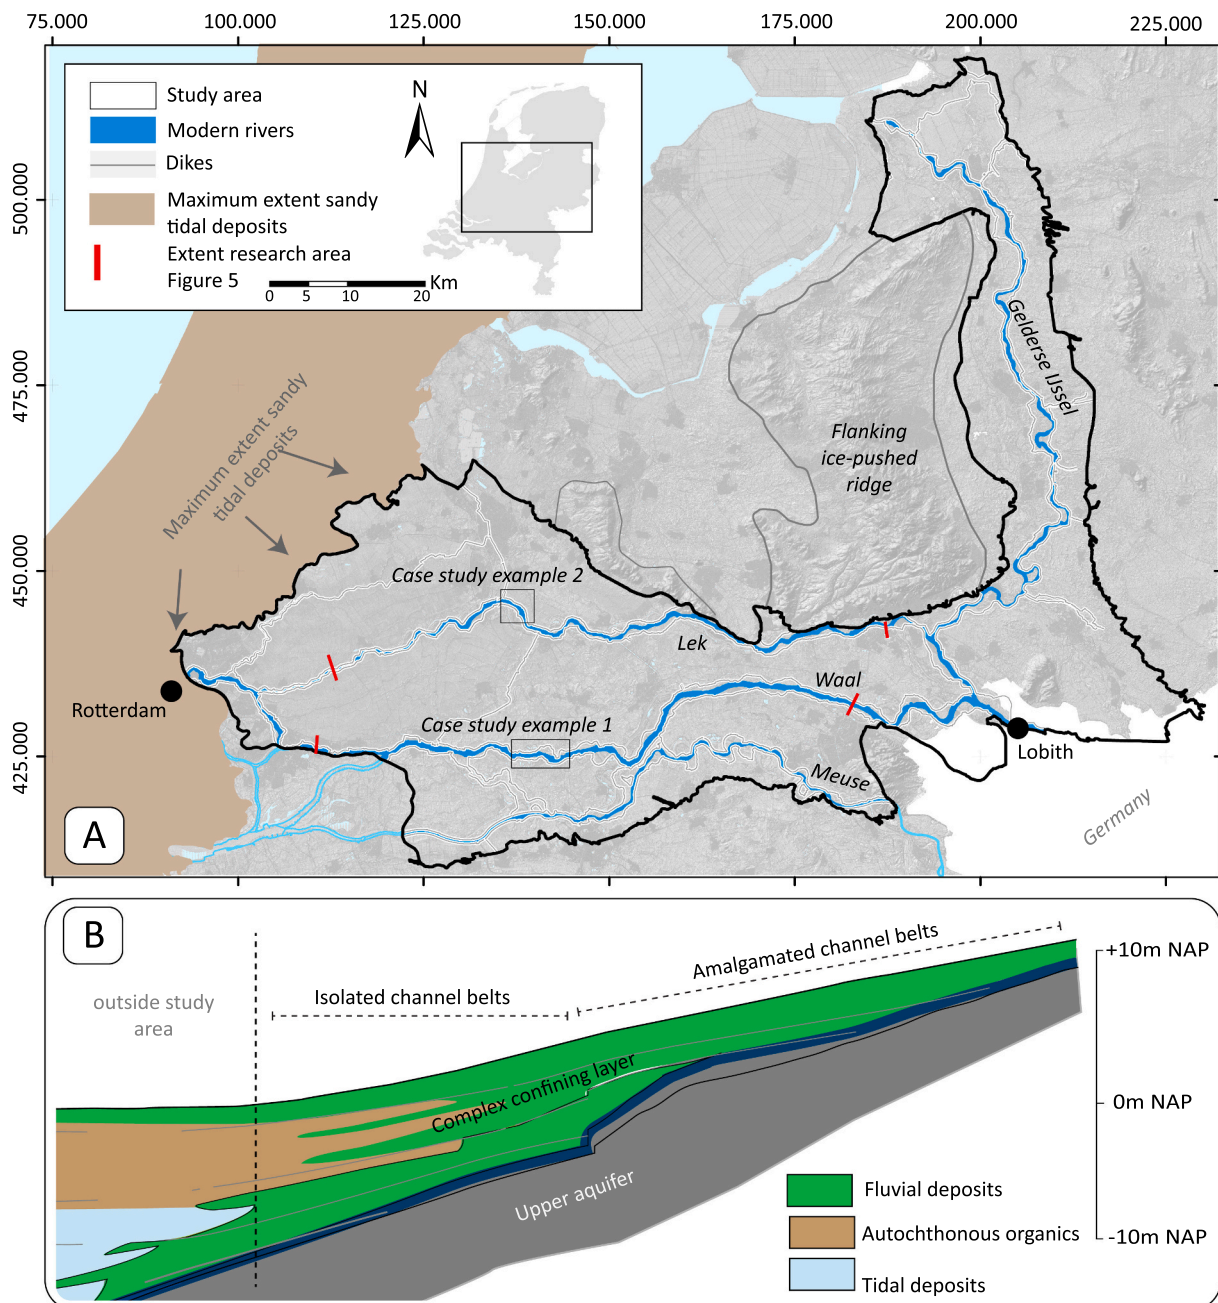 75.000
100.000
125.000
150.000
175.000
200.000
225.000
500.000
475.000
450.000
425.000
Study area
Modern rivers
Dikes
Maximum extent sandy
tidal deposits
Extent research area
Figure 5
N
Km
0
5
10
20
Maximum extent sandy
tidal deposits
Flanking
ice-pushed
ridge
Gelderse IJssel
Case study example 2
Lek
Waal
Rotterdam
Case study example 1
Meuse
Lobith
Germany
A
B
outside study
area
Isolated channel belts
Amalgamated channel belts
Complex confining layer
Upper aquifer
+10m NAP
0m NAP
-10m NAP
Fluvial deposits
Autochthonous organics
Tidal deposits